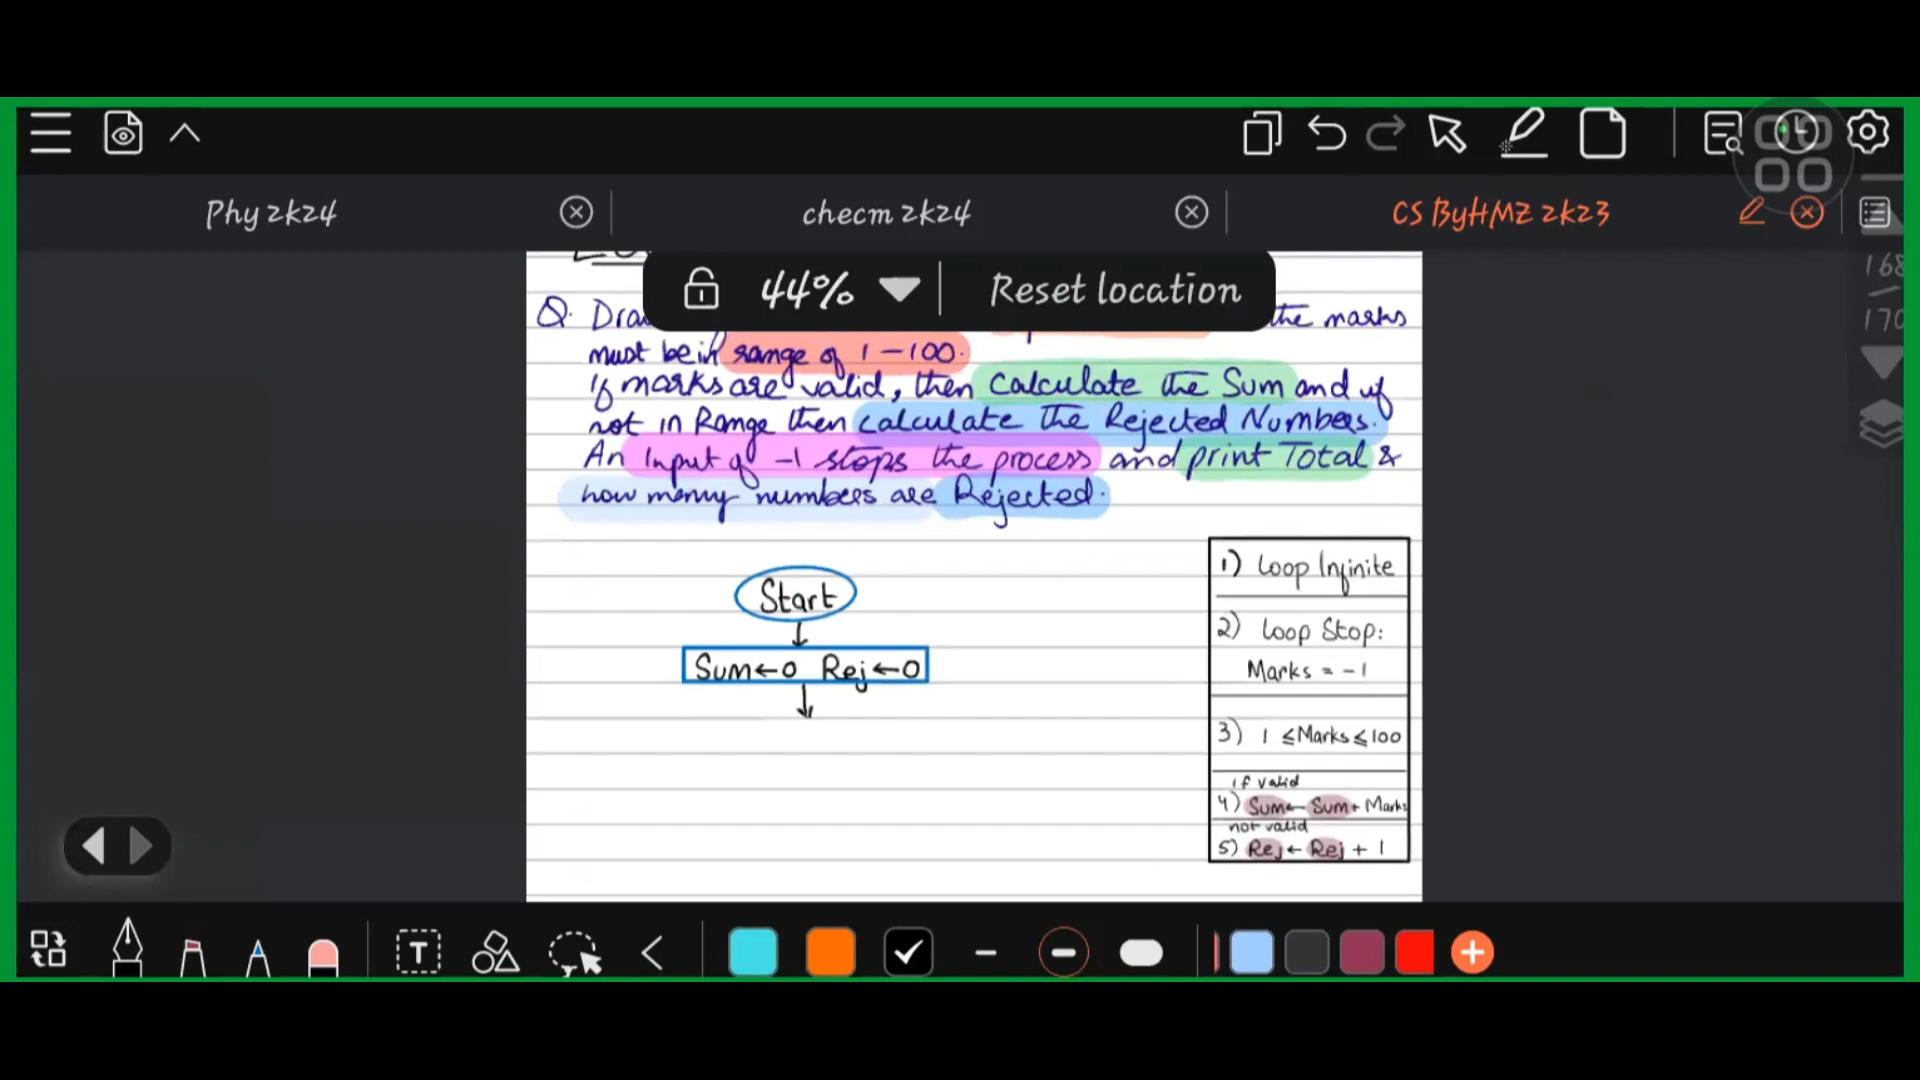 Phy 2k24
checm 2k24
CS ByHMZ 2k23
168
170
44%
Reset location
Q. Draw the marks
must be in range of 1 – 100.
If marks are valid, then Calculate the Sum and if
not in Range then calculate the Rejected Numbers.
An Input of -1 stops the process and print Total &
how many numbers are Rejected.
Start
Sum←0 Rej←0
1) Loop Infinite
2) Loop Stop:
Marks = -1
3) 1 ≤ Marks ≤ 100
if valid
4) Sum← Sum + Marks
not valid
5) Rej ← Rej + 1
T